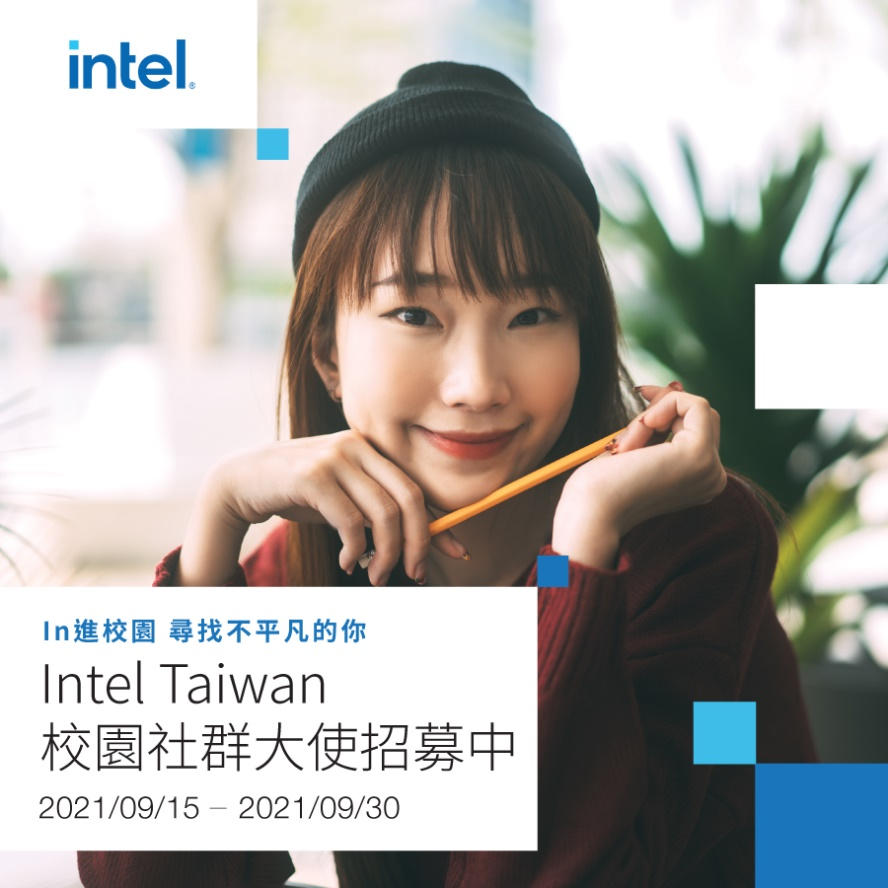 intel®
In進校園 尋找不平凡的你
Intel Taiwan
校園社群大使招募中
2021/09/15 – 2021/09/30